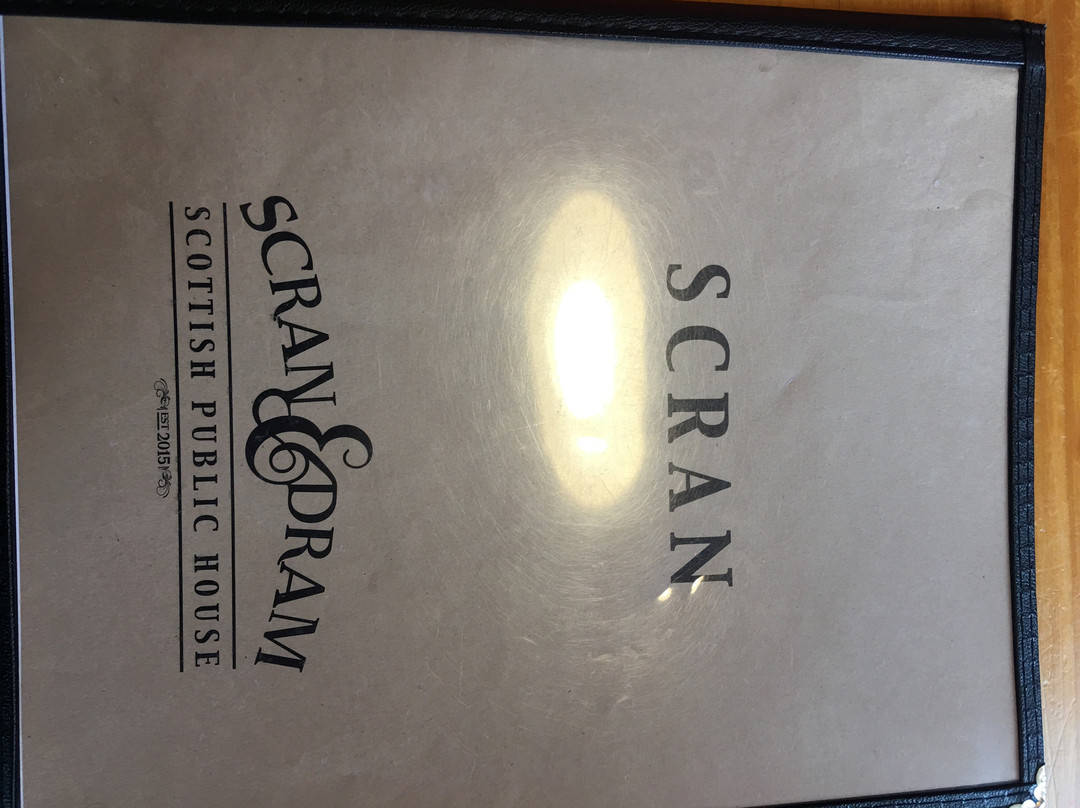 SCRAN
SCRAN & DRAM
SCOTTISH PUBLIC HOUSE
EST 2015